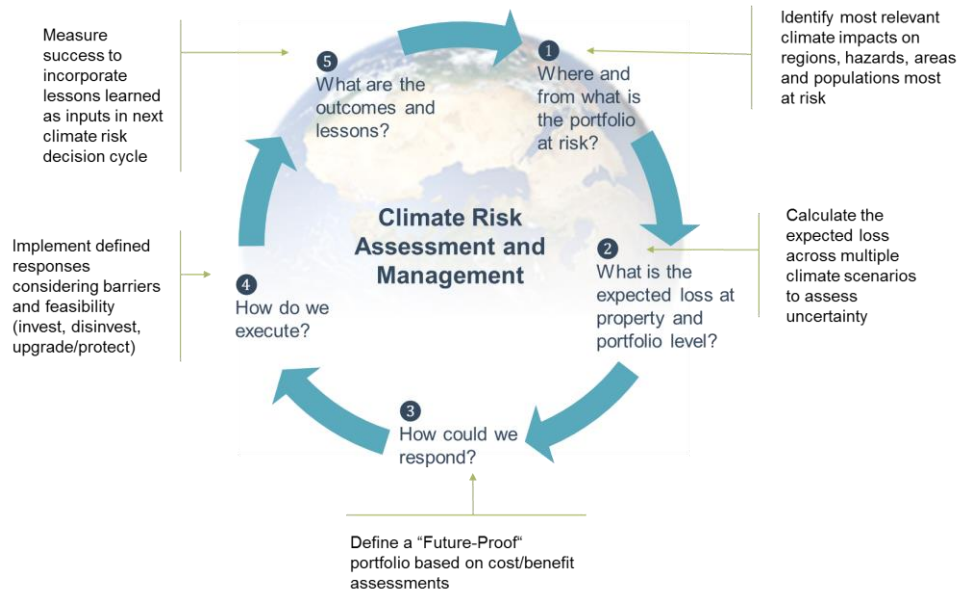 Measure
success to
incorporate
lessons learned
as inputs in next
climate risk
decision cycle
❺
What are the
outcomes and
lessons?
❶
Where and
from what is
the portfolio
at risk?
Identify most relevant
climate impacts on
regions, hazards, areas
and populations most
at risk
Climate Risk
Assessment and
Management
Implement defined
responses
considering barriers
and feasibility
(invest, disinvest,
upgrade/protect)
❹
How do we
execute?
❷
What is the
expected loss at
property and
portfolio level?
Calculate the
expected loss
across multiple
climate scenarios
to assess
uncertainty
❸
How could we
respond?
Define a “Future-Proof“
portfolio based on cost/benefit
assessments